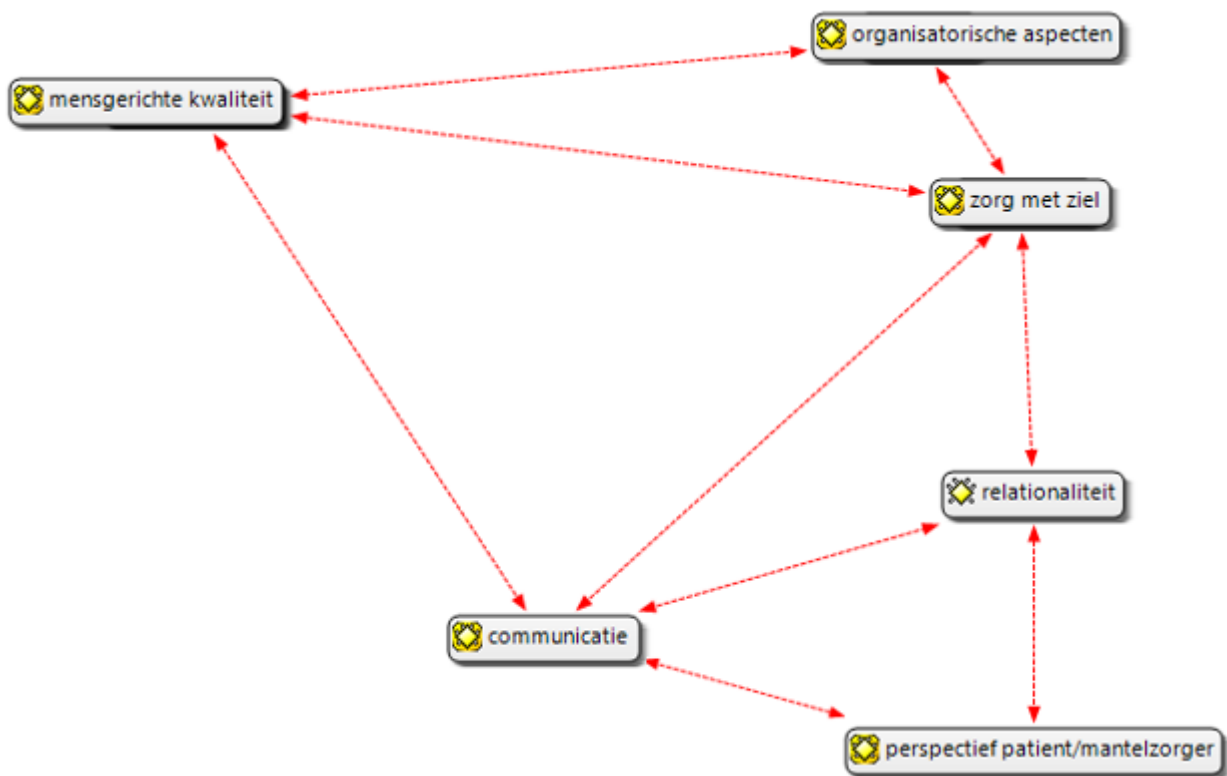 organisatorische aspecten
mensgerichte kwaliteit
zorg met ziel
relationaliteit
communicatie
perspectief patient/mantelzorger